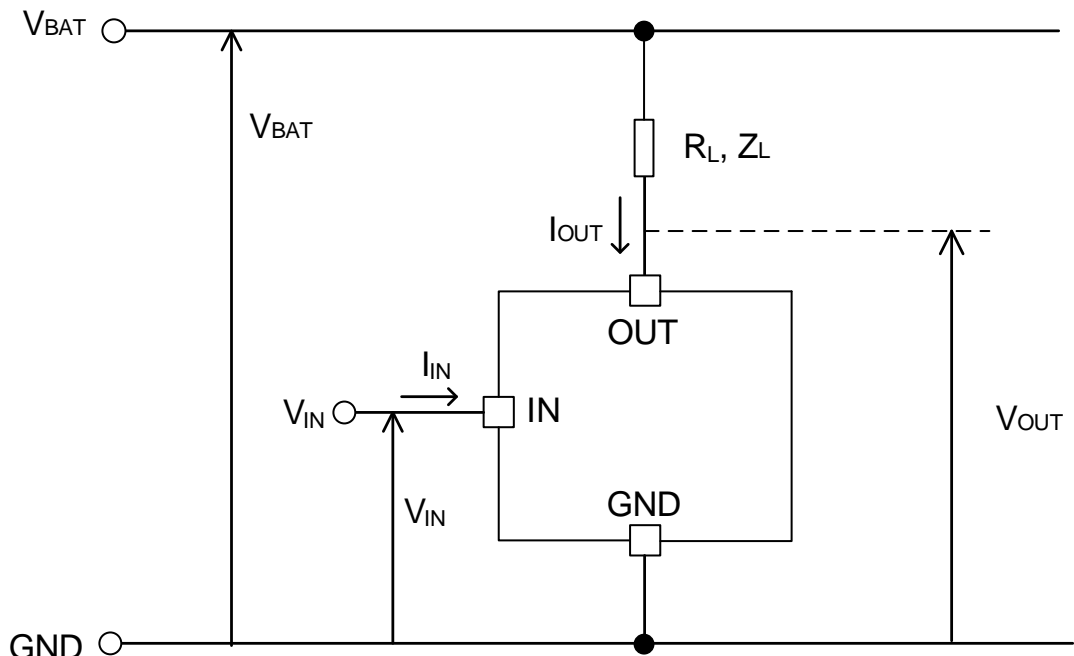 VBAT
VBAT
RL, ZL
IOUT
OUT
IIN
VIN
IN
VOUT
GND
VIN
GND